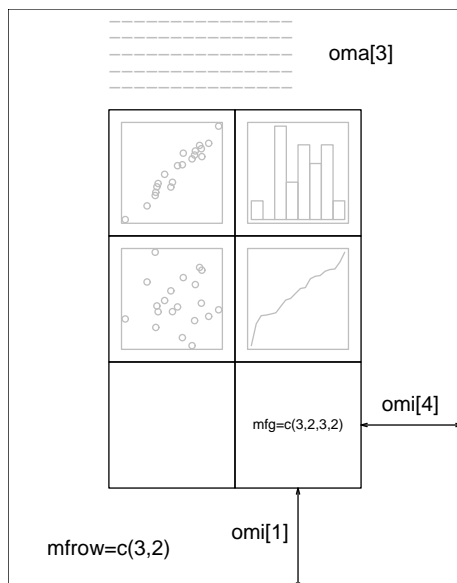 oma[3]
mfg=c(3,2,3,2)
omi[4]
omi[1]
mfrow=c(3,2)